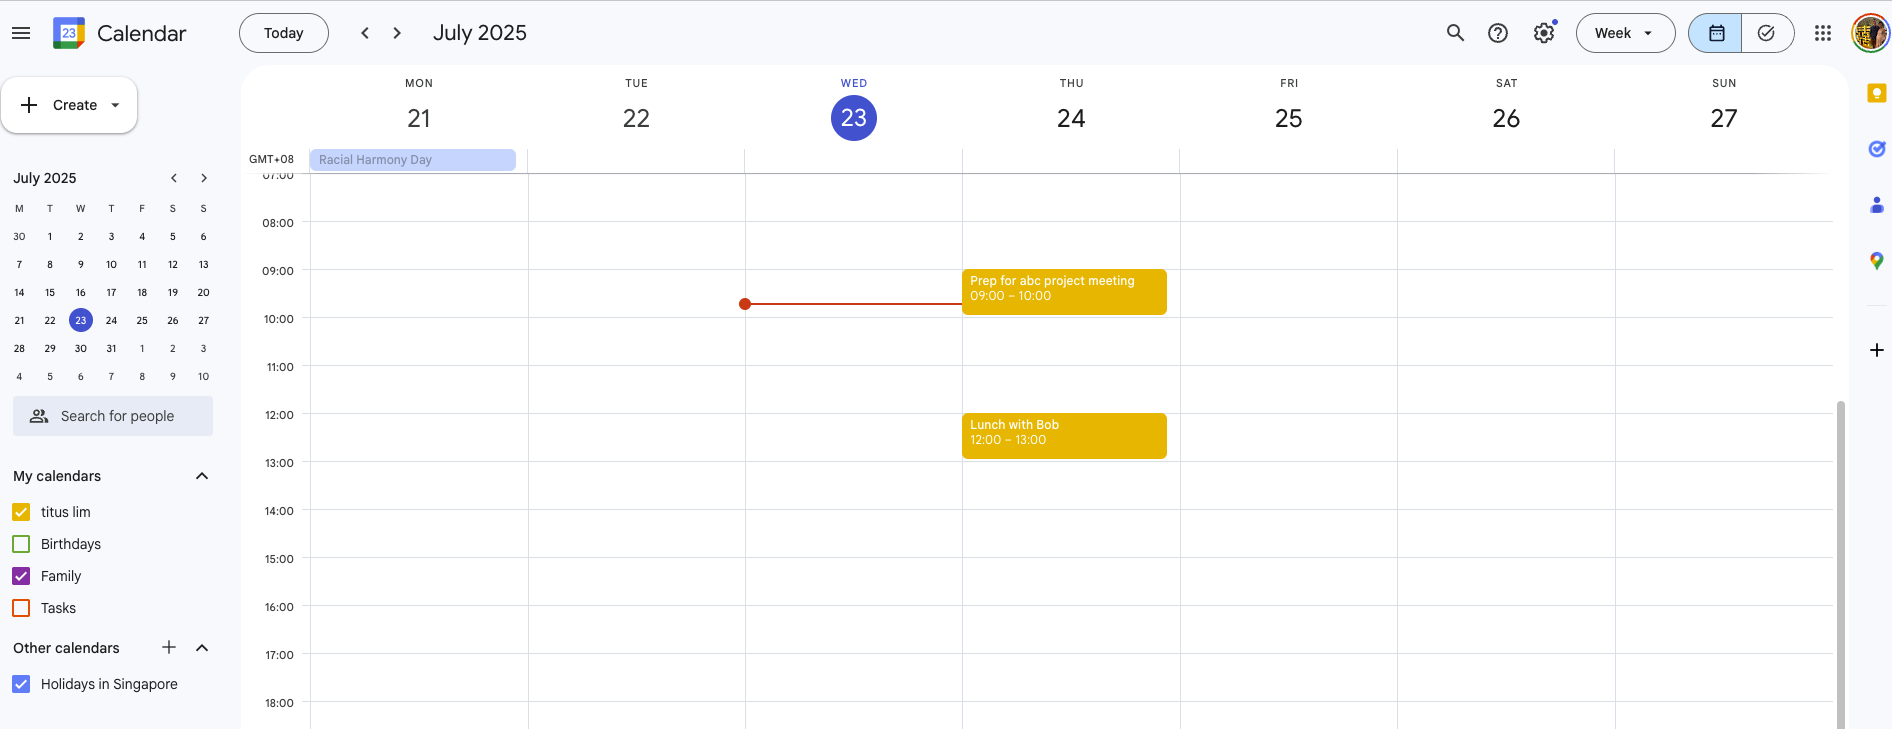 23
Calendar
Today
July 2025
Week
Create
July 2025
M T W T F S S
30 1 2 3 4 5 6
7 8 9 10 11 12 13
14 15 16 17 18 19 20
21 22 23 24 25 26 27
28 29 30 31 1 2 3
4 5 6 7 8 9 10
Search for people
My calendars
titus lim
Birthdays
Family
Tasks
Other calendars
Holidays in Singapore
MON TUE WED THU FRI SAT SUN
21 22 23 24 25 26 27
GMT+08
Racial Harmony Day
07:00
08:00
09:00
Prep for abc project meeting
09:00 – 10:00
10:00
11:00
12:00
Lunch with Bob
12:00 – 13:00
13:00
14:00
15:00
16:00
17:00
18:00